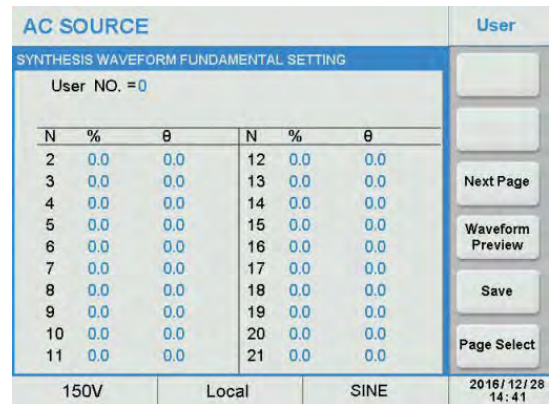 AC SOURCE
User
SYNTHESIS WAVEFORM FUNDAMENTAL SETTING
User NO. =0
N % θ N % θ
2 0.0 0.0 12 0.0 0.0
3 0.0 0.0 13 0.0 0.0
4 0.0 0.0 14 0.0 0.0
5 0.0 0.0 15 0.0 0.0
6 0.0 0.0 16 0.0 0.0
7 0.0 0.0 17 0.0 0.0
8 0.0 0.0 18 0.0 0.0
9 0.0 0.0 19 0.0 0.0
10 0.0 0.0 20 0.0 0.0
11 0.0 0.0 21 0.0 0.0
Next Page
Waveform
Preview
Save
Page Select
150V Local SINE
2016/12/28
14:41